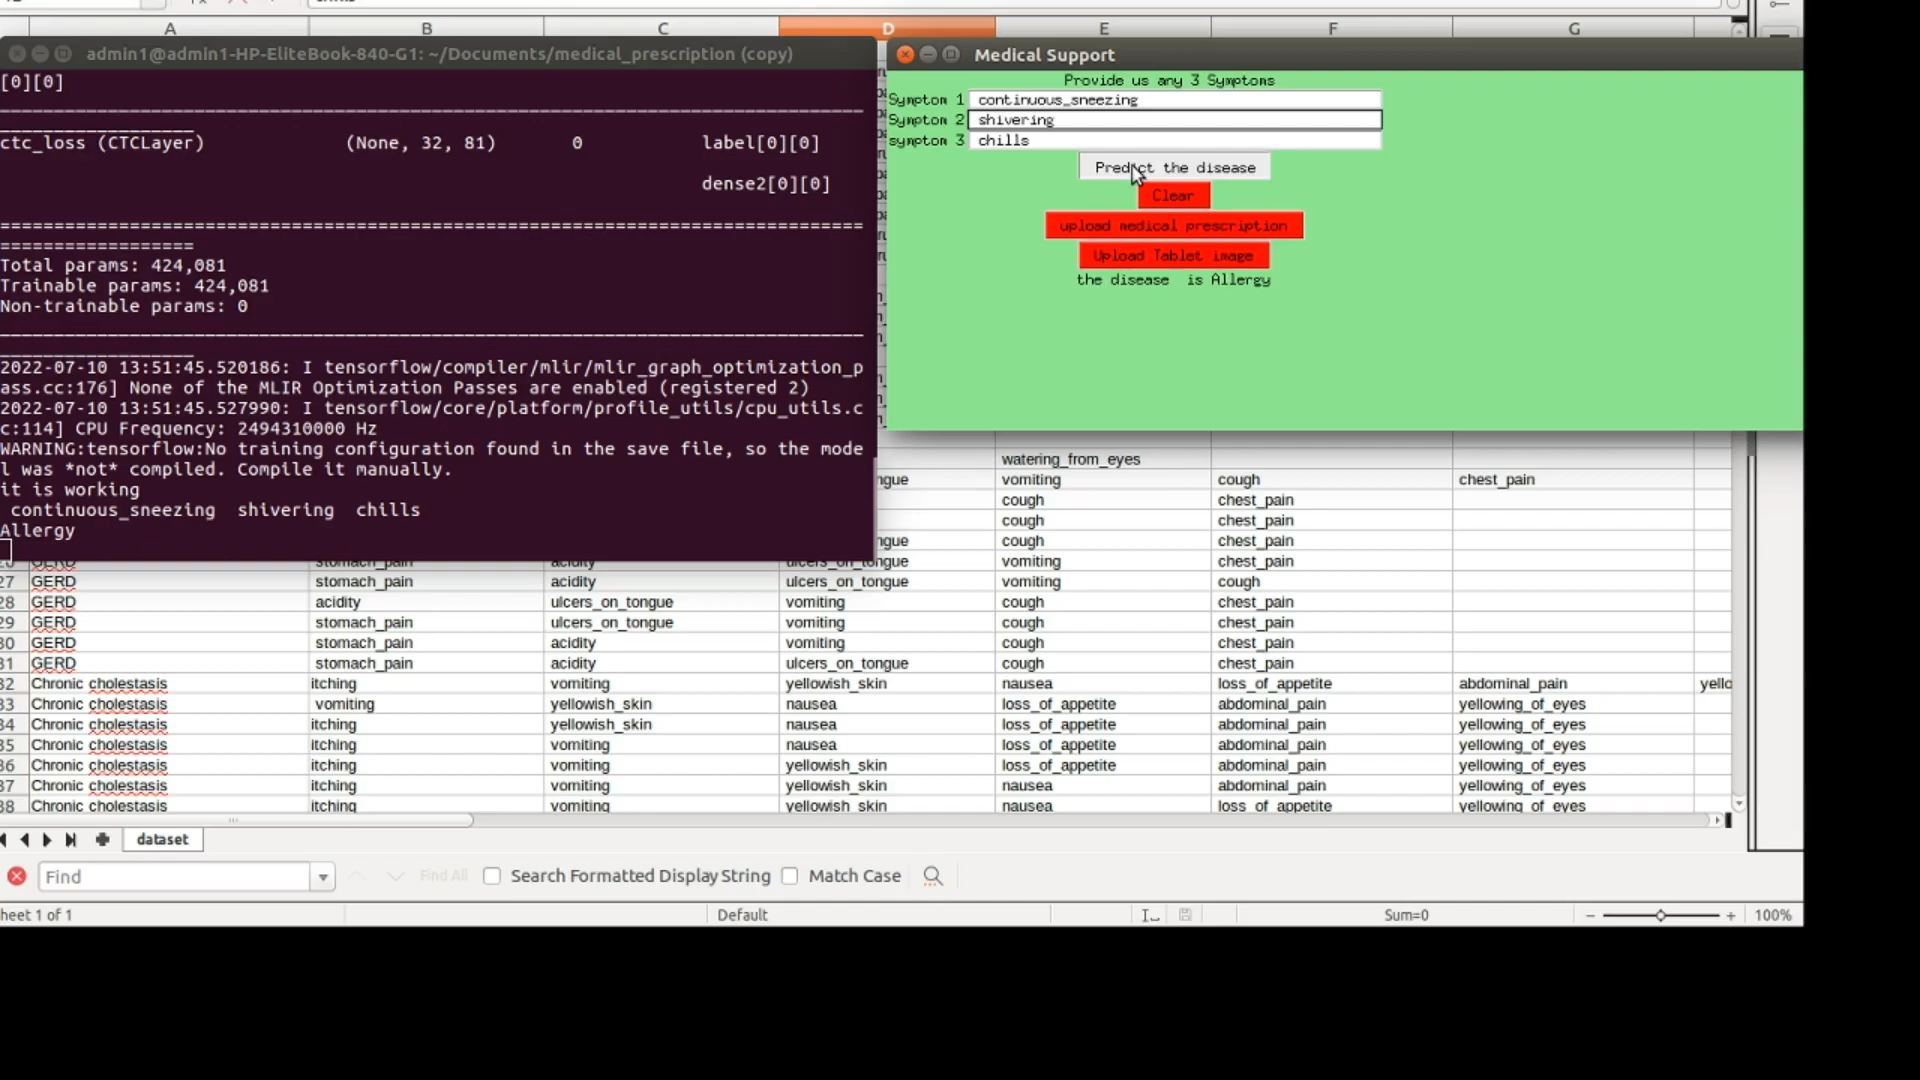 A B C D E F G
admin1@admin1-HP-EliteBook-840-G1: ~/Documents/medical_prescription (copy)
[0][0]
ctc_loss (CTCLayer) (None, 32, 81) 0 label[0][0]
dense2[0][0]
Total params: 424,081
Trainable params: 424,081
Non-trainable params: 0
2022-07-10 13:51:45.520186: I tensorflow/compiler/mlir/mlir_graph_optimization_p
ass.cc:176] None of the MLIR Optimization Passes are enabled (registered 2)
2022-07-10 13:51:45.527990: I tensorflow/core/platform/profile_utils/cpu_utils.c
c:114] CPU Frequency: 2494310000 Hz
WARNING:tensorflow:No training configuration found in the save file, so the mode
l was *not* compiled. Compile it manually.
it is working
continuous_sneezing shivering chills
Allergy
Medical Support
Provide us any 3 Symptoms
Symptom 1 continuous_sneezing
Symptom 2 shivering
symptom 3 chills
Predict the disease
Clear
upload medical prescription
Upload Tablet image
the disease is Allergy
watering_from_eyes
ngue vomiting cough chest_pain
cough chest_pain
cough chest_pain
ngue cough chest_pain
GERD stomach_pain acidity ulcers_on_tongue vomiting chest_pain
27 GERD stomach_pain acidity ulcers_on_tongue vomiting cough
28 GERD acidity ulcers_on_tongue vomiting cough chest_pain
29 GERD stomach_pain ulcers_on_tongue vomiting cough chest_pain
30 GERD stomach_pain acidity vomiting cough chest_pain
31 GERD stomach_pain acidity ulcers_on_tongue cough chest_pain
32 Chronic cholestasis itching vomiting yellowish_skin nausea loss_of_appetite abdominal_pain yello
33 Chronic cholestasis vomiting yellowish_skin nausea loss_of_appetite abdominal_pain yellowing_of_eyes
34 Chronic cholestasis itching yellowish_skin nausea loss_of_appetite abdominal_pain yellowing_of_eyes
35 Chronic cholestasis itching vomiting nausea loss_of_appetite abdominal_pain yellowing_of_eyes
36 Chronic cholestasis itching vomiting yellowish_skin loss_of_appetite abdominal_pain yellowing_of_eyes
37 Chronic cholestasis itching vomiting yellowish_skin nausea abdominal_pain yellowing_of_eyes
38 Chronic cholestasis itching vomiting yellowish_skin nausea loss_of_appetite yellowing_of_eyes
dataset
Find Find All Search Formatted Display String Match Case
heet 1 of 1 Default Sum=0 100%